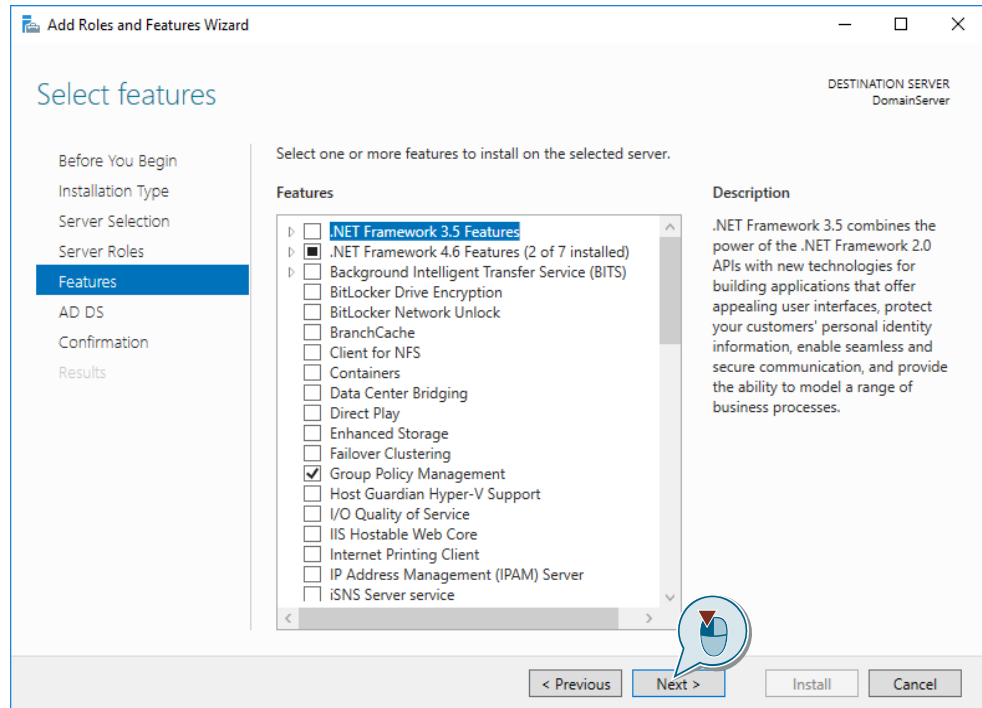 Add Roles and Features Wizard
Select features
DESTINATION SERVER
DomainServer
Before You Begin
Installation Type
Server Selection
Server Roles
Features
AD DS
Confirmation
Results
Select one or more features to install on the selected server.
Features
.NET Framework 3.5 Features
.NET Framework 4.6 Features (2 of 7 installed)
Background Intelligent Transfer Service (BITS)
BitLocker Drive Encryption
BitLocker Network Unlock
BranchCache
Client for NFS
Containers
Data Center Bridging
Direct Play
Enhanced Storage
Failover Clustering
Group Policy Management
Host Guardian Hyper-V Support
I/O Quality of Service
IIS Hostable Web Core
Internet Printing Client
IP Address Management (IPAM) Server
iSNS Server service
Description
.NET Framework 3.5 combines the
power of the .NET Framework 2.0
APIs with new technologies for
building applications that offer
appealing user interfaces, protect
your customers' personal identity
information, enable seamless and
secure communication, and provide
the ability to model a range of
business processes.
< Previous
Next >
Install
Cancel